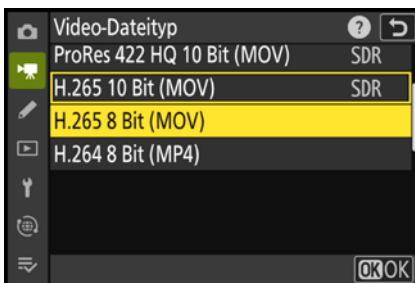 Video-Dateityp ?
ProRes 422 HQ 10 Bit (MOV) SDR
H.265 10 Bit (MOV) SDR
H.265 8 Bit (MOV)
H.264 8 Bit (MP4)
OK OK